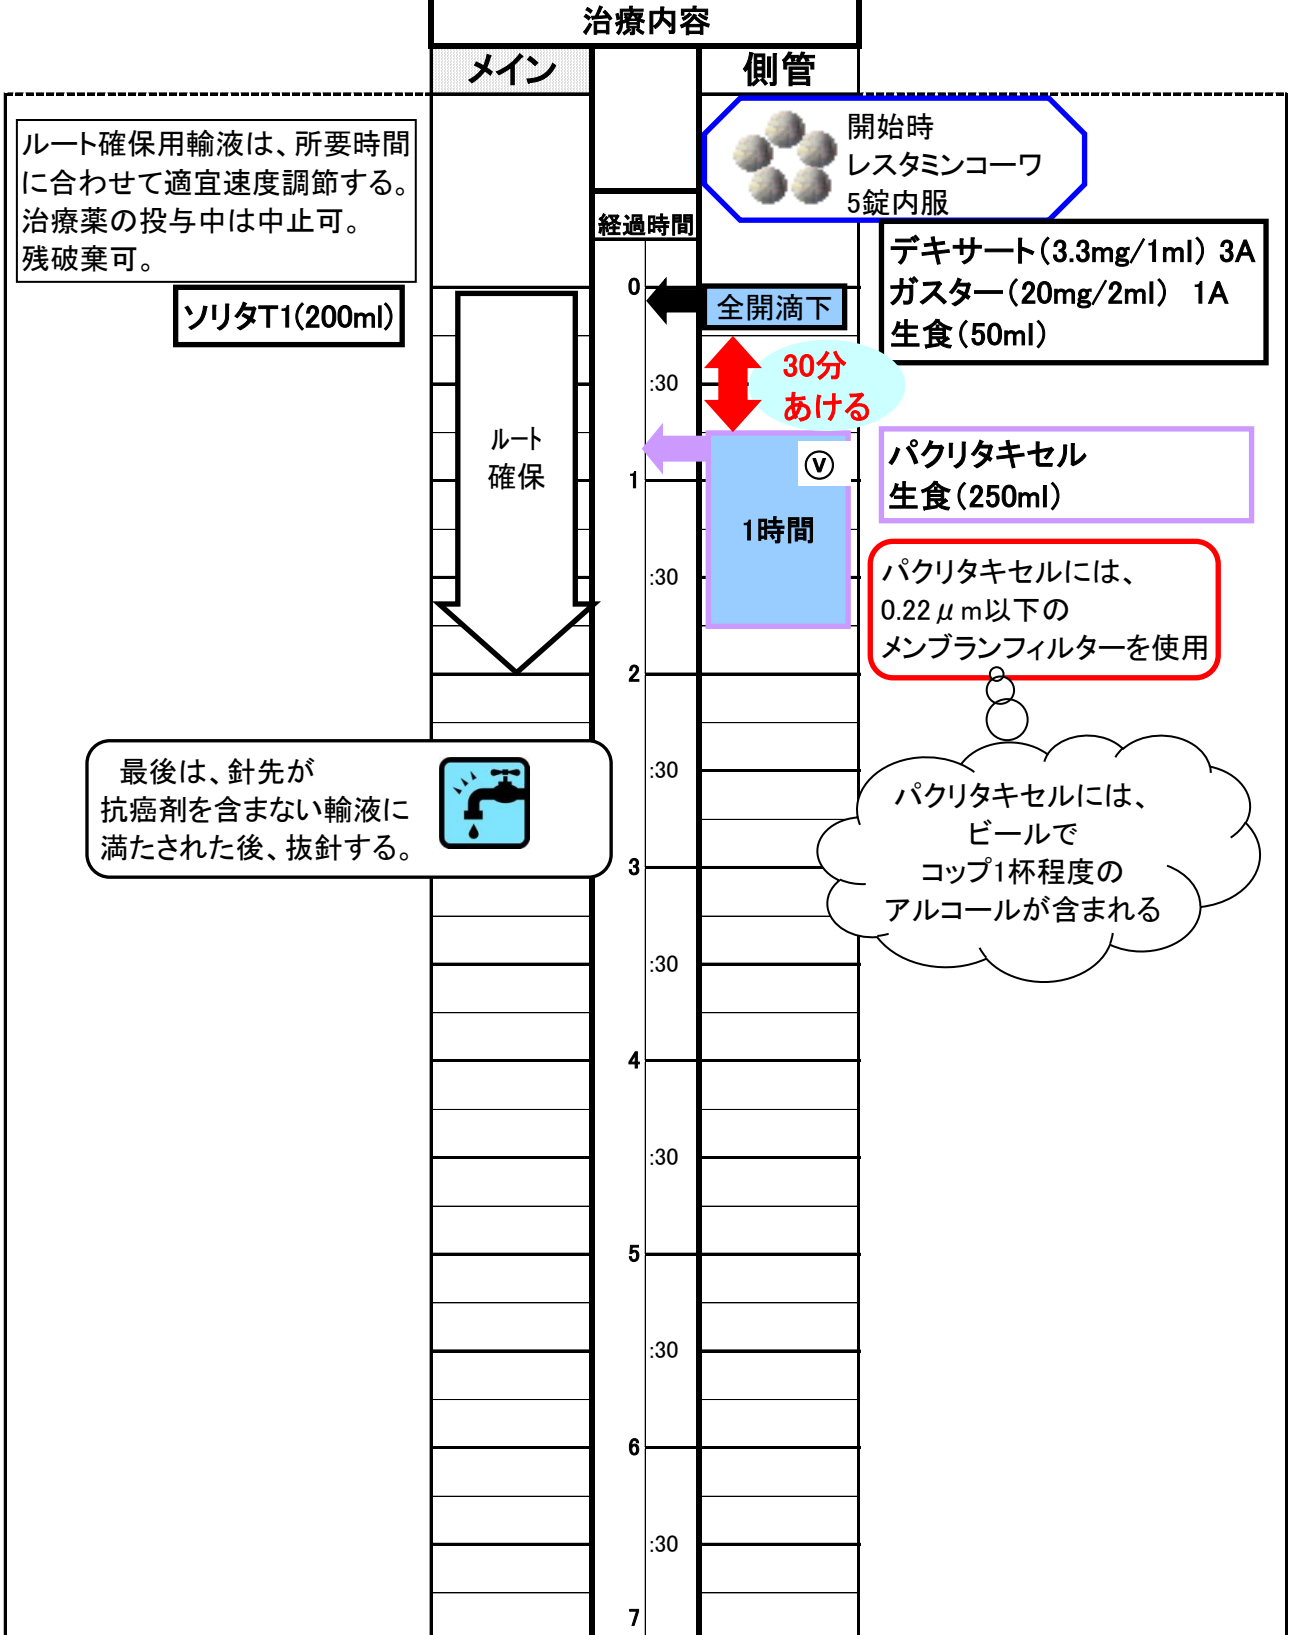 治療内容
メイン
側管
ルート確保用輸液は、所要時間
に合わせて適宜速度調節する。
治療薬の投与中は中止可。
残破棄可。
開始時
レスタミンコーワ
5錠内服
経過時間
デキサート(3.3mg/1ml) 3A
ガスター(20mg/2ml) 1A
生食(50ml)
ソリタT1(200ml)
0
全開滴下
:30
30分
あける
ルート
確保
1
ⓥ
1時間
パクリタキセル
生食(250ml)
:30
パクリタキセルには、
0.22μm以下の
メンブランフィルターを使用
2
:30
最後は、針先が
抗癌剤を含まない輸液に
満たされた後、抜針する。
パクリタキセルには、
ビールで
コップ1杯程度の
アルコールが含まれる
3
:30
4
:30
5
:30
6
:30
7